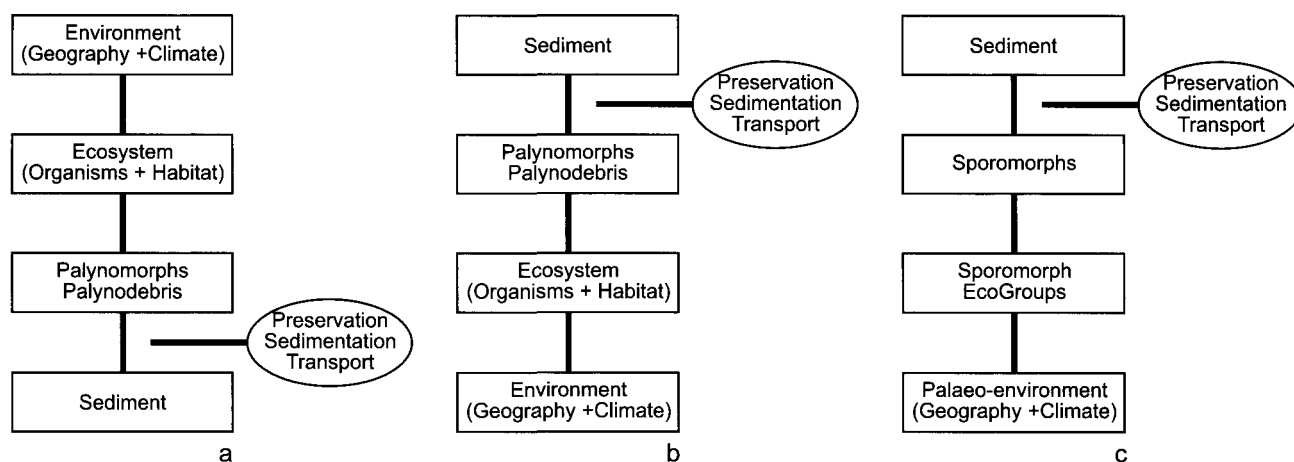 Environment
(Geography +Climate)
Ecosystem
(Organisms + Habitat)
Palynomorphs
Palynodebris
Preservation
Sedimentation
Transport
Sediment
a
Sediment
Preservation
Sedimentation
Transport
Palynomorphs
Palynodebris
Ecosystem
(Organisms + Habitat)
Environment
(Geography +Climate)
b
Sediment
Preservation
Sedimentation
Transport
Sporomorphs
Sporomorph
EcoGroups
Palaeo-environment
(Geography +Climate)
c